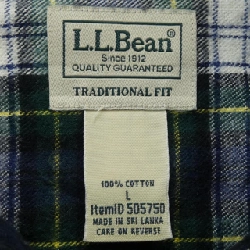 L.L.Bean
Since 1912
QUALITY GUARANTEED
TRADITIONAL FIT
100% COTTON
L
ItemID 505750
MADE IN SRI LANKA
CARE ON REVERSE